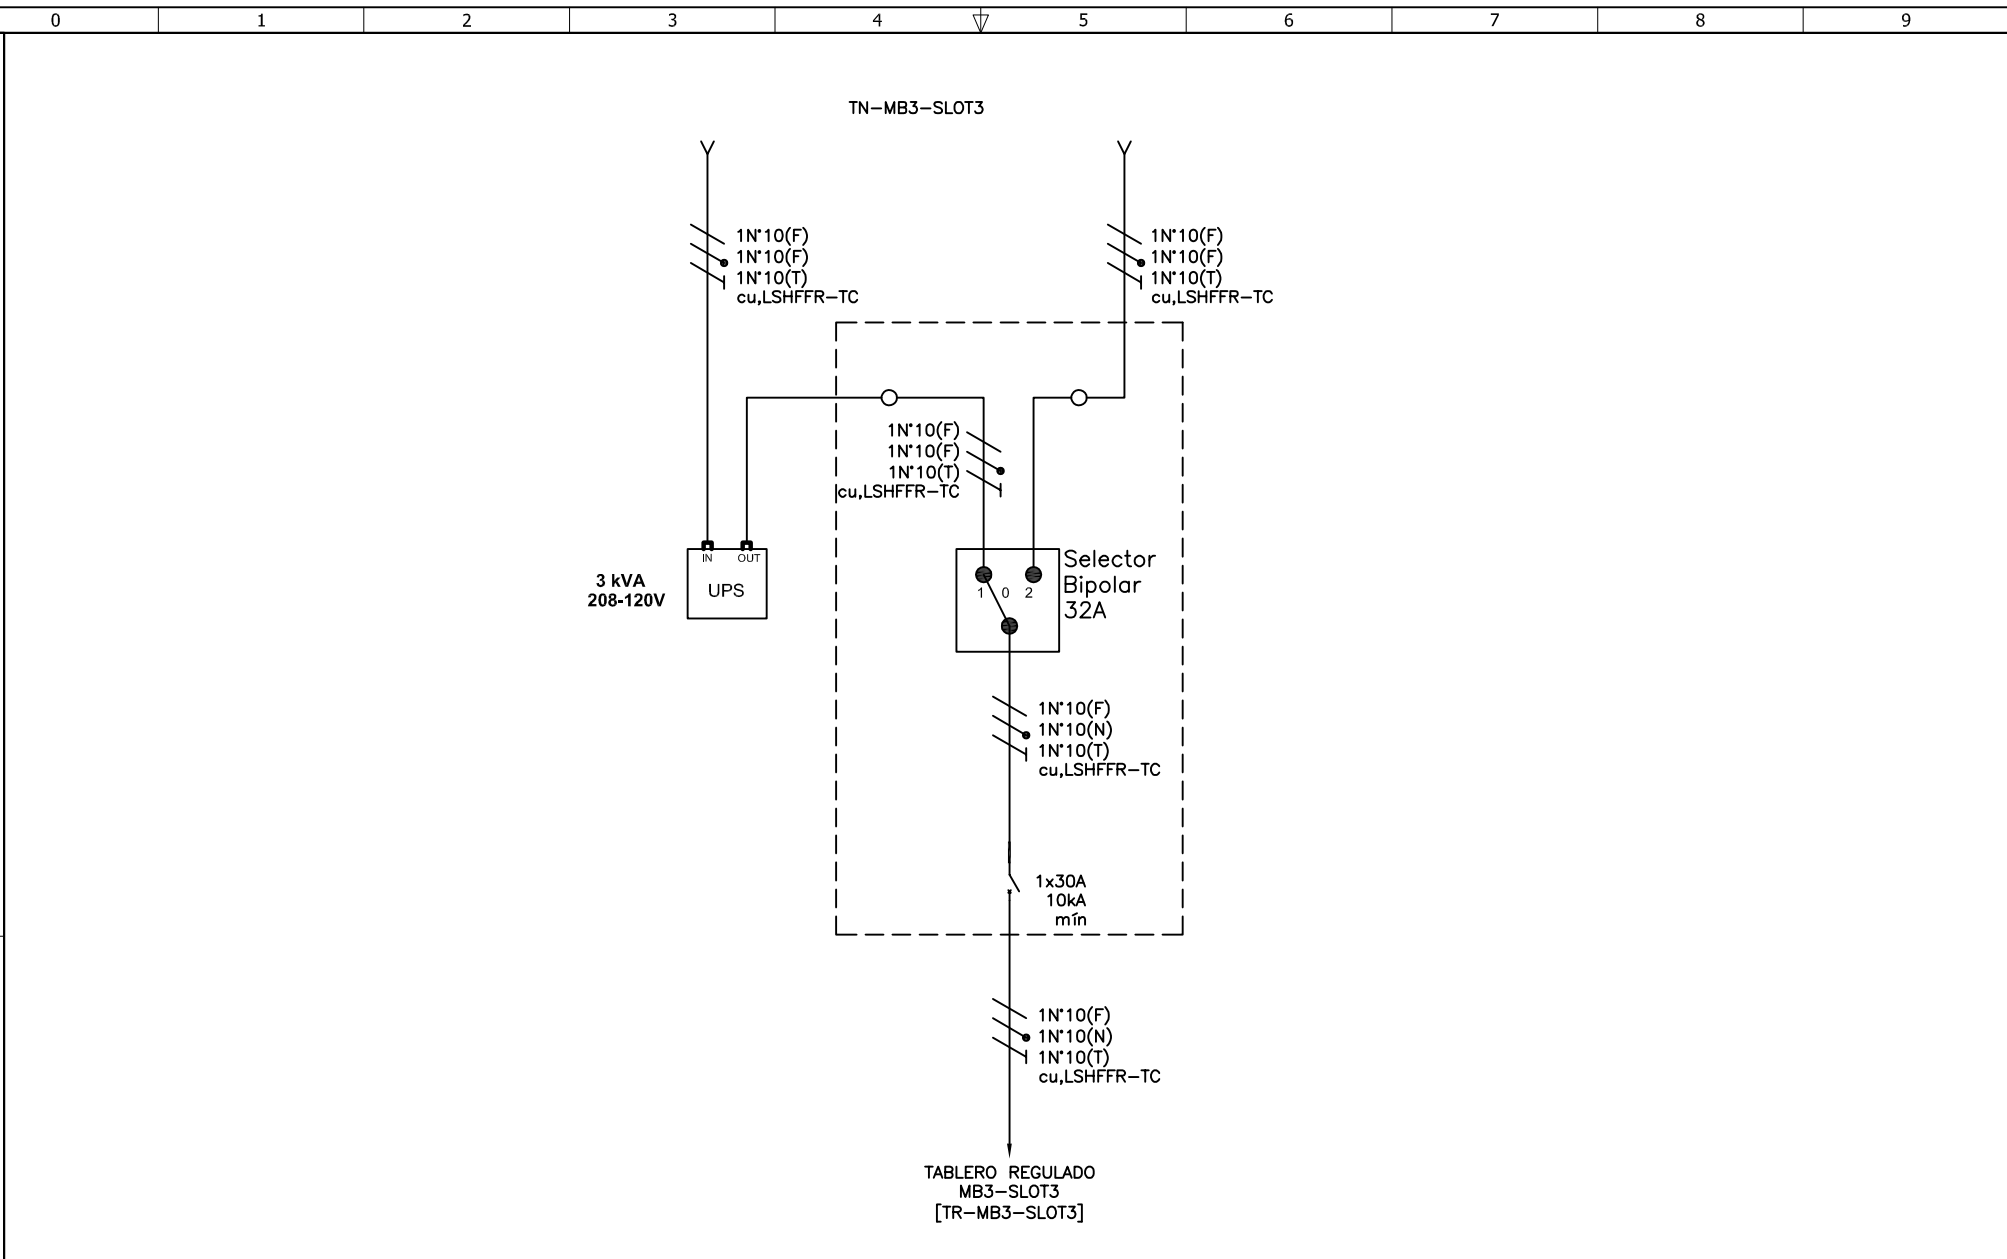 0 1 2 3 4 5 6 7 8 9
TN-MB3-SLOT3
1N°10(F)
1N°10(F)
1N°10(T)
cu,LSHFFR-TC
1N°10(F)
1N°10(F)
1N°10(T)
cu,LSHFFR-TC
1N°10(F)
1N°10(F)
1N°10(T)
cu,LSHFFR-TC
IN OUT
UPS
3 kVA
208-120V
Selector
Bipolar
32A
1 0 2
1N°10(F)
1N°10(N)
1N°10(T)
cu,LSHFFR-TC
1x30A
10kA
mín
1N°10(F)
1N°10(N)
1N°10(T)
cu,LSHFFR-TC
TABLERO REGULADO
MB3-SLOT3
[TR-MB3-SLOT3]